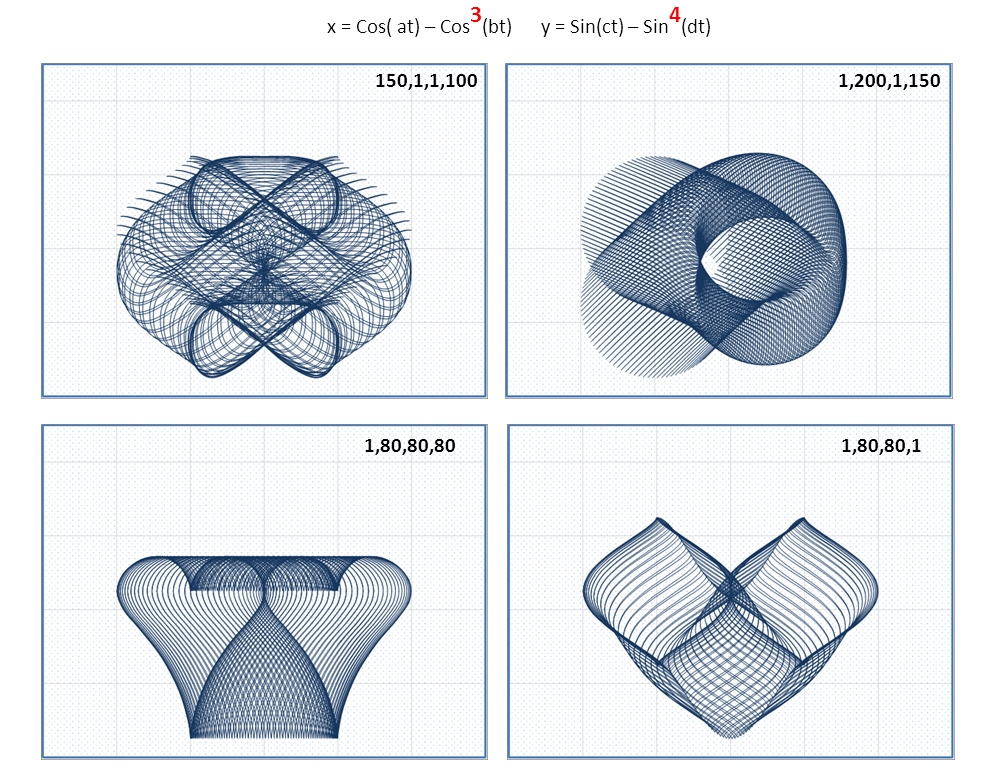 x = Cos( at) – Cos³(bt) y = Sin(ct) – Sin⁴(dt)
150,1,1,100
1,200,1,150
1,80,80,80
1,80,80,1